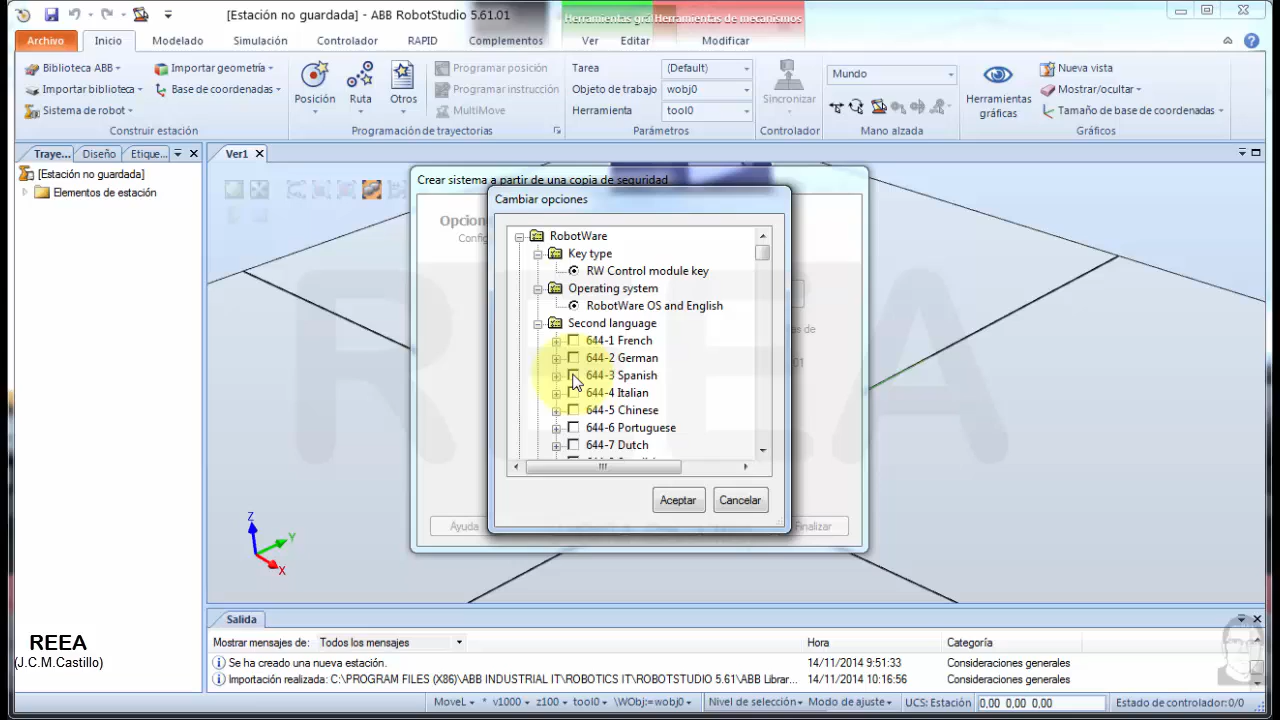 [Estación no guardada] - ABB RobotStudio 5.61.01
Herramientas grá Herramientas de mecanismos
Archivo Inicio Modelado Simulación Controlador RAPID Complementos Ver Editar Modificar
Biblioteca ABB Importar geometría
Importar biblioteca Base de coordenadas
Sistema de robot
Construir estación
Posición Ruta Otros
Programar posición
Programar instrucción
MultiMove
Programación de trayectorias
Tarea (Default)
Objeto de trabajo wobj0
Herramienta tool0
Parámetros
Sincronizar
Controlador
Mundo
Mano alzada
Herramientas gráficas
Nueva vista
Mostrar/ocultar
Tamaño de base de coordenadas
Gráficos
Traye... Diseño Etique...
Ver1
[Estación no guardada]
Elementos de estación
Crear sistema a partir de una copia de seguridad
Opcione
Config
s de
01
Cambiar opciones
RobotWare
Key type
RW Control module key
Operating system
RobotWare OS and English
Second language
644-1 French
644-2 German
644-3 Spanish
644-4 Italian
644-5 Chinese
644-6 Portuguese
644-7 Dutch
Aceptar Cancelar
Ayuda Finalizar
REEA
Z
Y
X
Salida
Mostrar mensajes de: Todos los mensajes Hora Categoría
Se ha creado una nueva estación. 14/11/2014 9:51:33 Consideraciones generales
Importación realizada: C:\PROGRAM FILES (X86)\ABB INDUSTRIAL IT\ROBOTICS IT\ROBOTSTUDIO 5.61\ABB Librar... 14/11/2014 10:16:56 Consideraciones generales
REEA
(J.C.M.Castillo)
MoveL * v1000 z100 tool0 \WObj:=wobj0 Nivel de selección Modo de ajuste UCS: Estación 0,00 0,00 0,00 Estado de controlador: 0/0